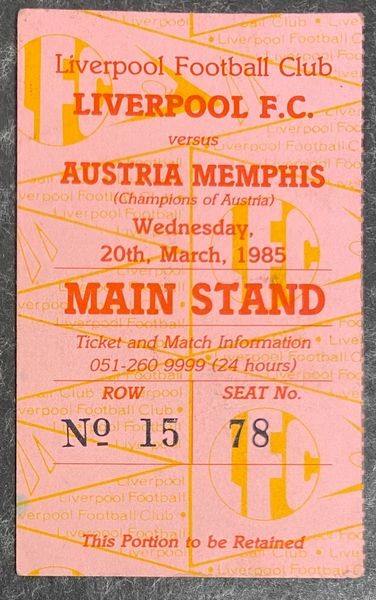 Liverpool Football Club
LIVERPOOL F.C.
versus
AUSTRIA MEMPHIS
(Champions of Austria)
Wednesday,
20th, March, 1985
MAIN STAND
Ticket and Match Information
051-260 9999 (24 hours)
ROW SEAT No.
Nº 15 78
This Portion to be Retained